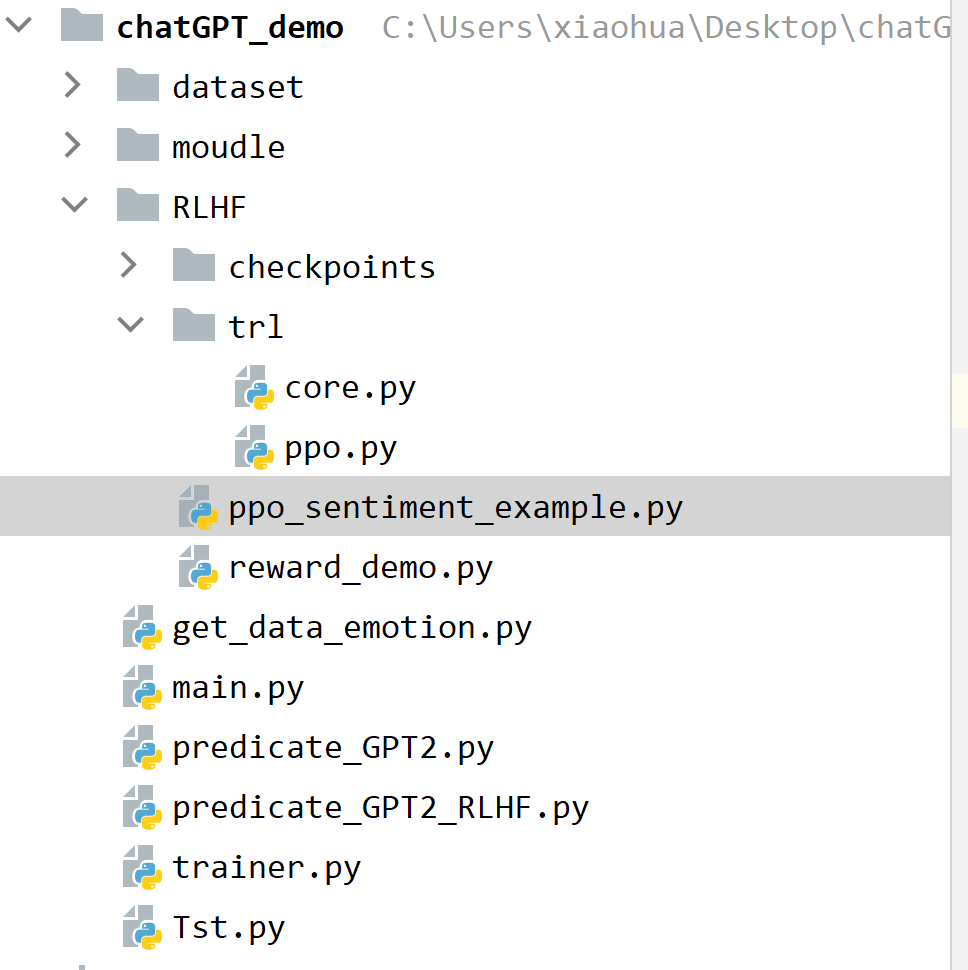 chatGPT_demo C:\Users\xiaohua\Desktop\chatG
dataset
moudle
RLHF
checkpoints
trl
core.py
ppo.py
ppo_sentiment_example.py
reward_demo.py
get_data_emotion.py
main.py
predicate_GPT2.py
predicate_GPT2_RLHF.py
trainer.py
Tst.py